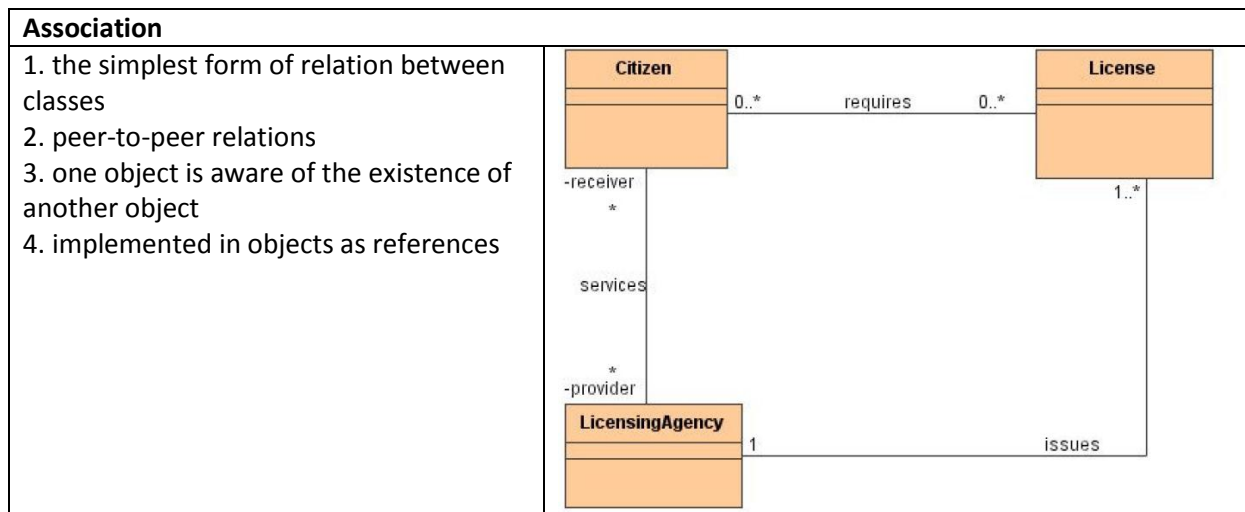 Association
1. the simplest form of relation between
classes
2. peer-to-peer relations
3. one object is aware of the existence of
another object
4. implemented in objects as references
Citizen
License
0..* requires 0..*
-receiver
*
1..*
services
*
-provider
LicensingAgency
1 issues